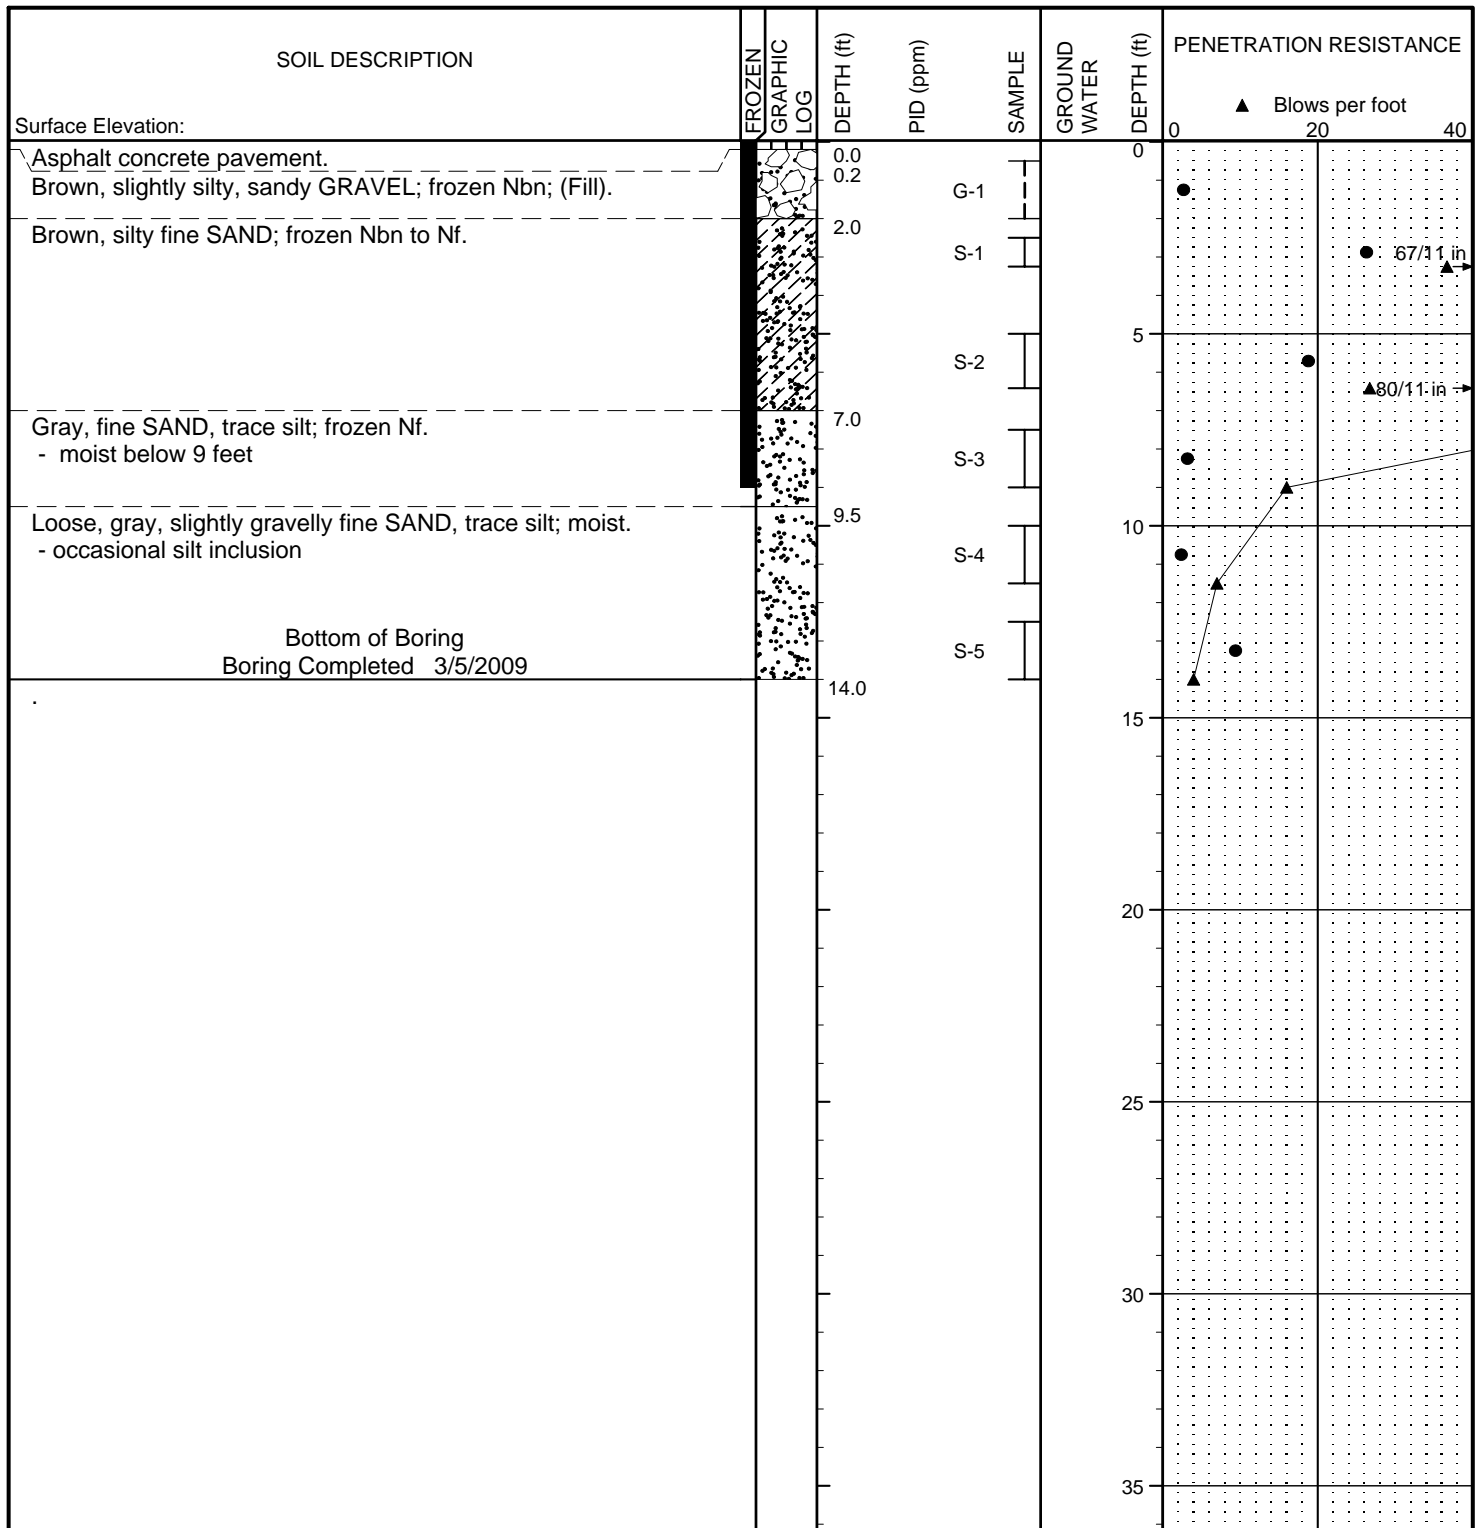 SOIL DESCRIPTION
Surface Elevation:
FROZEN
GRAPHIC
LOG
DEPTH (ft)
PID (ppm)
SAMPLE
GROUND
WATER
DEPTH (ft)
PENETRATION RESISTANCE
▲ Blows per foot
0 20 40
Asphalt concrete pavement.
0.0
0
Brown, slightly silty, sandy GRAVEL; frozen Nbn; (Fill).
0.2
G-1
Brown, silty fine SAND; frozen Nbn to Nf.
2.0
S-1
67/11 in
5
S-2
80/11 in
Gray, fine SAND, trace silt; frozen Nf.
7.0
- moist below 9 feet
S-3
Loose, gray, slightly gravelly fine SAND, trace silt; moist.
9.5
10
- occasional silt inclusion
S-4
Bottom of Boring
S-5
Boring Completed 3/5/2009
14.0
.
15
20
25
30
35